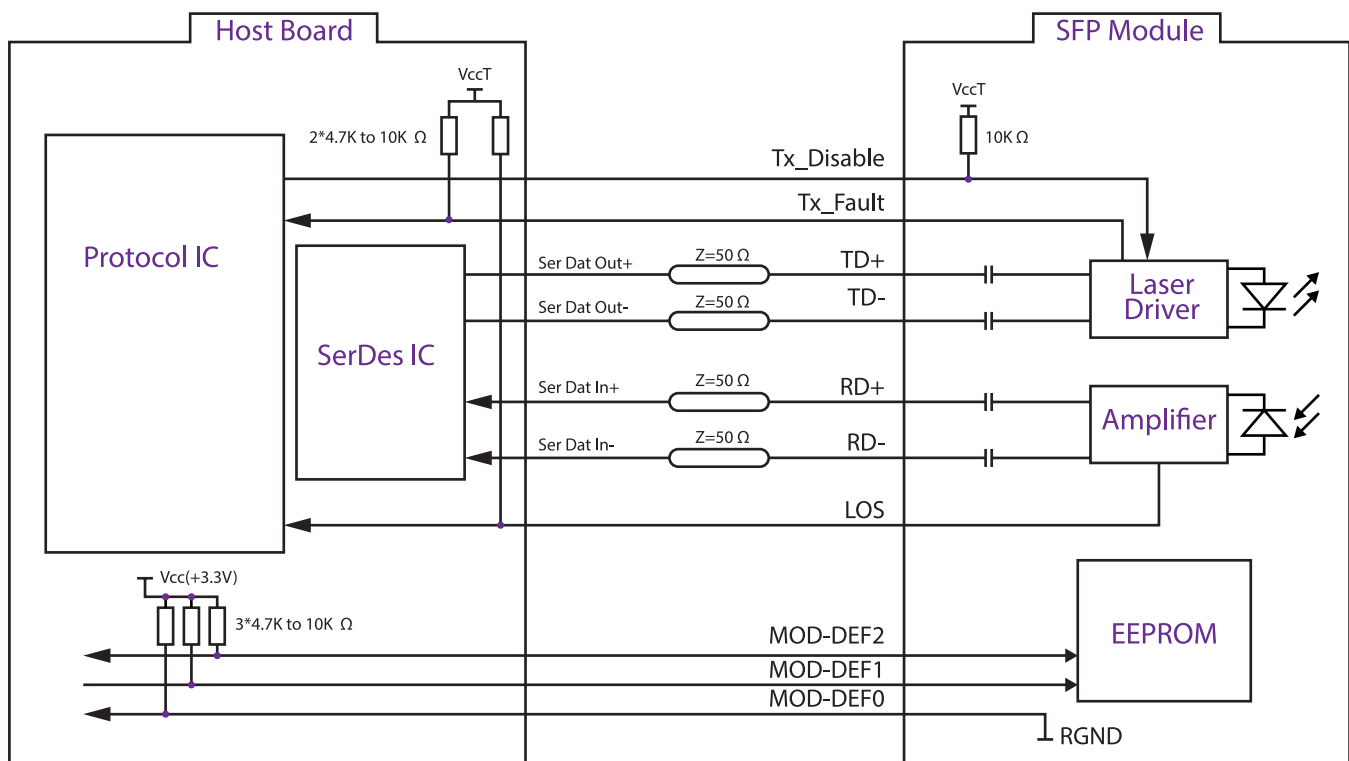 Host Board
SFP Module
VccT
VccT
2*4.7K to 10K Ω
10K Ω
Tx_Disable
Tx_Fault
Protocol IC
Ser Dat Out+
Z=50 Ω
TD+
Laser
Driver
Ser Dat Out-
Z=50 Ω
TD-
SerDes IC
Ser Dat In+
Z=50 Ω
RD+
Amplifier
Ser Dat In-
Z=50 Ω
RD-
LOS
Vcc(+3.3V)
3*4.7K to 10K Ω
MOD-DEF2
EEPROM
MOD-DEF1
MOD-DEF0
RGND